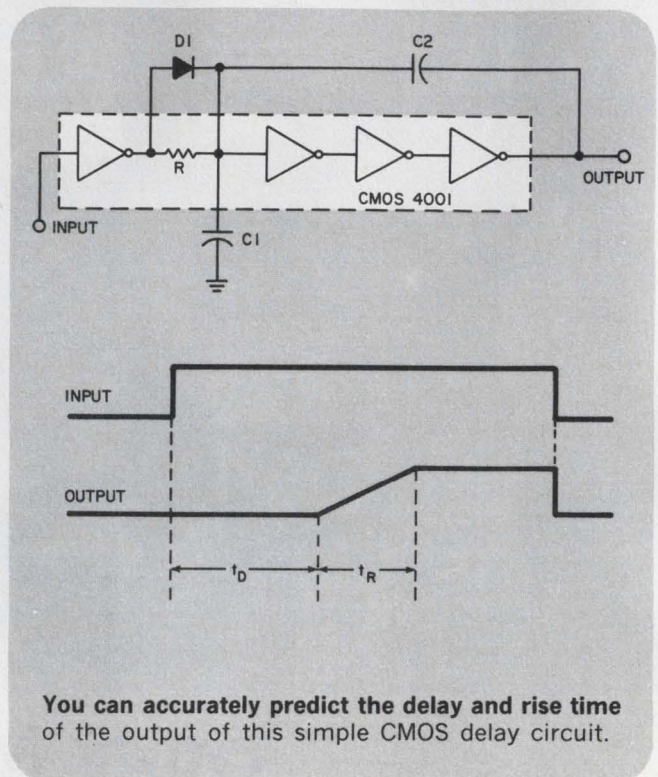 D1
C2
R
CMOS 4001
OUTPUT
INPUT
C1
INPUT
OUTPUT
tD
tR
You can accurately predict the delay and rise time
of the output of this simple CMOS delay circuit.